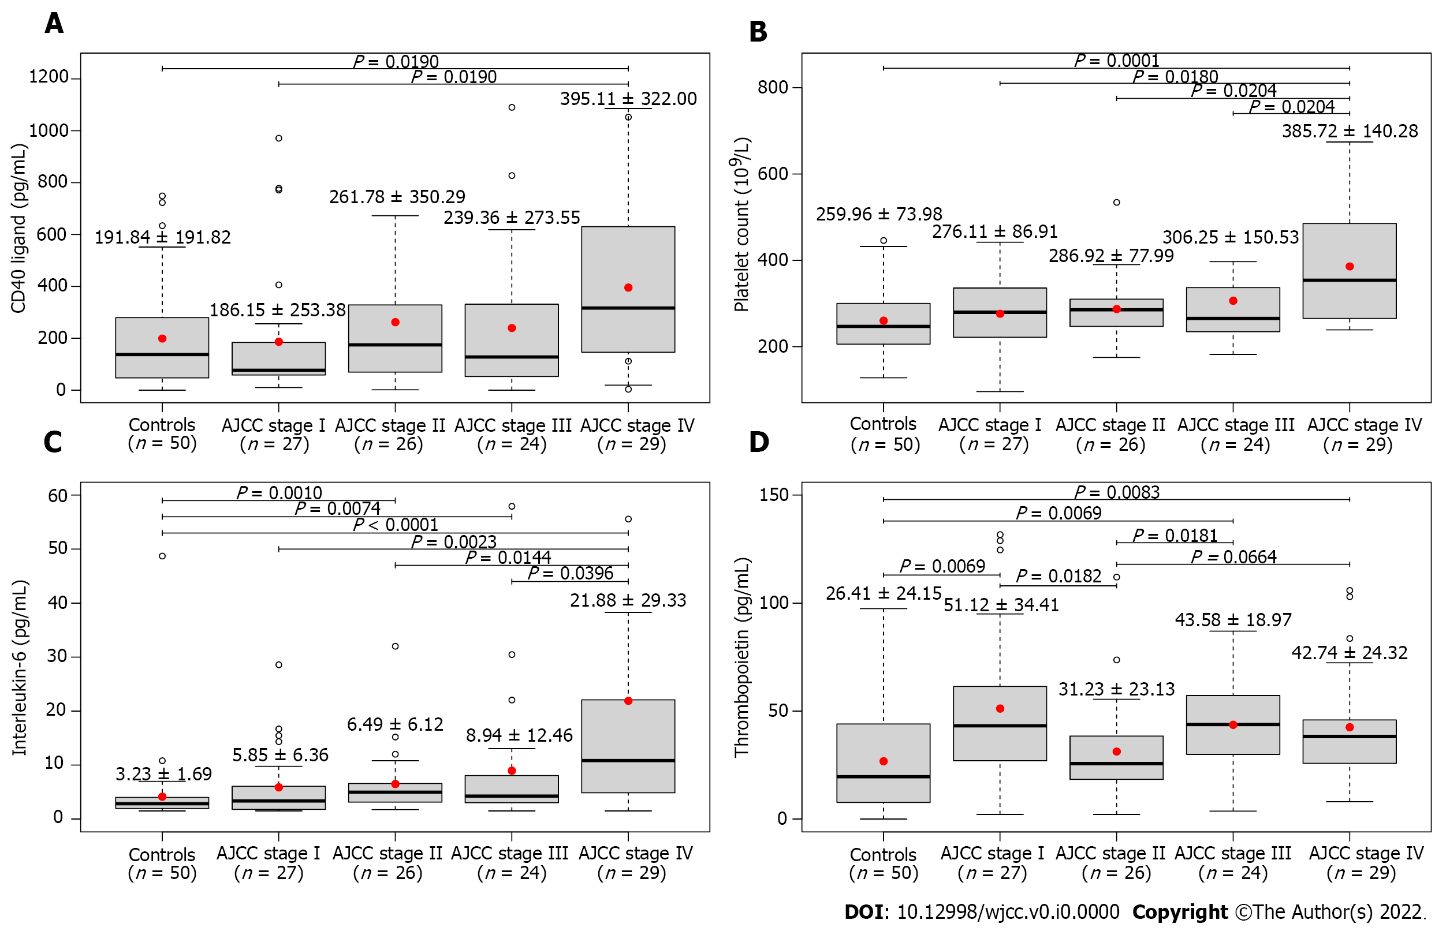 A
P = 0.0190
P = 0.0190
395.11 ± 322.00
261.78 ± 350.29
239.36 ± 273.55
191.84 ± 191.82
186.15 ± 253.38
CD40 ligand (pg/mL)
1200
1000
800
600
400
200
0
Controls
(n = 50)
AJCC stage I
(n = 27)
AJCC stage II
(n = 26)
AJCC stage III
(n = 24)
AJCC stage IV
(n = 29)
B
P = 0.0001
P = 0.0180
P = 0.0204
P = 0.0204
385.72 ± 140.28
259.96 ± 73.98
276.11 ± 86.91
286.92 ± 77.99
306.25 ± 150.53
Platelet count (10⁹/L)
800
600
400
200
Controls
(n = 50)
AJCC stage I
(n = 27)
AJCC stage II
(n = 26)
AJCC stage III
(n = 24)
AJCC stage IV
(n = 29)
C
P = 0.0010
P = 0.0074
P < 0.0001
P = 0.0023
P = 0.0144
P = 0.0396
21.88 ± 29.33
3.23 ± 1.69
5.85 ± 6.36
6.49 ± 6.12
8.94 ± 12.46
Interleukin-6 (pg/mL)
60
50
40
30
20
10
0
Controls
(n = 50)
AJCC stage I
(n = 27)
AJCC stage II
(n = 26)
AJCC stage III
(n = 24)
AJCC stage IV
(n = 29)
D
P = 0.0083
P = 0.0069
P = 0.0181
P = 0.0664
P = 0.0069
P = 0.0182
26.41 ± 24.15
51.12 ± 34.41
31.23 ± 23.13
43.58 ± 18.97
42.74 ± 24.32
Thrombopoietin (pg/mL)
150
100
50
0
Controls
(n = 50)
AJCC stage I
(n = 27)
AJCC stage II
(n = 26)
AJCC stage III
(n = 24)
AJCC stage IV
(n = 29)
DOI: 10.12998/wjcc.v0.i0.0000 Copyright ©The Author(s) 2022.